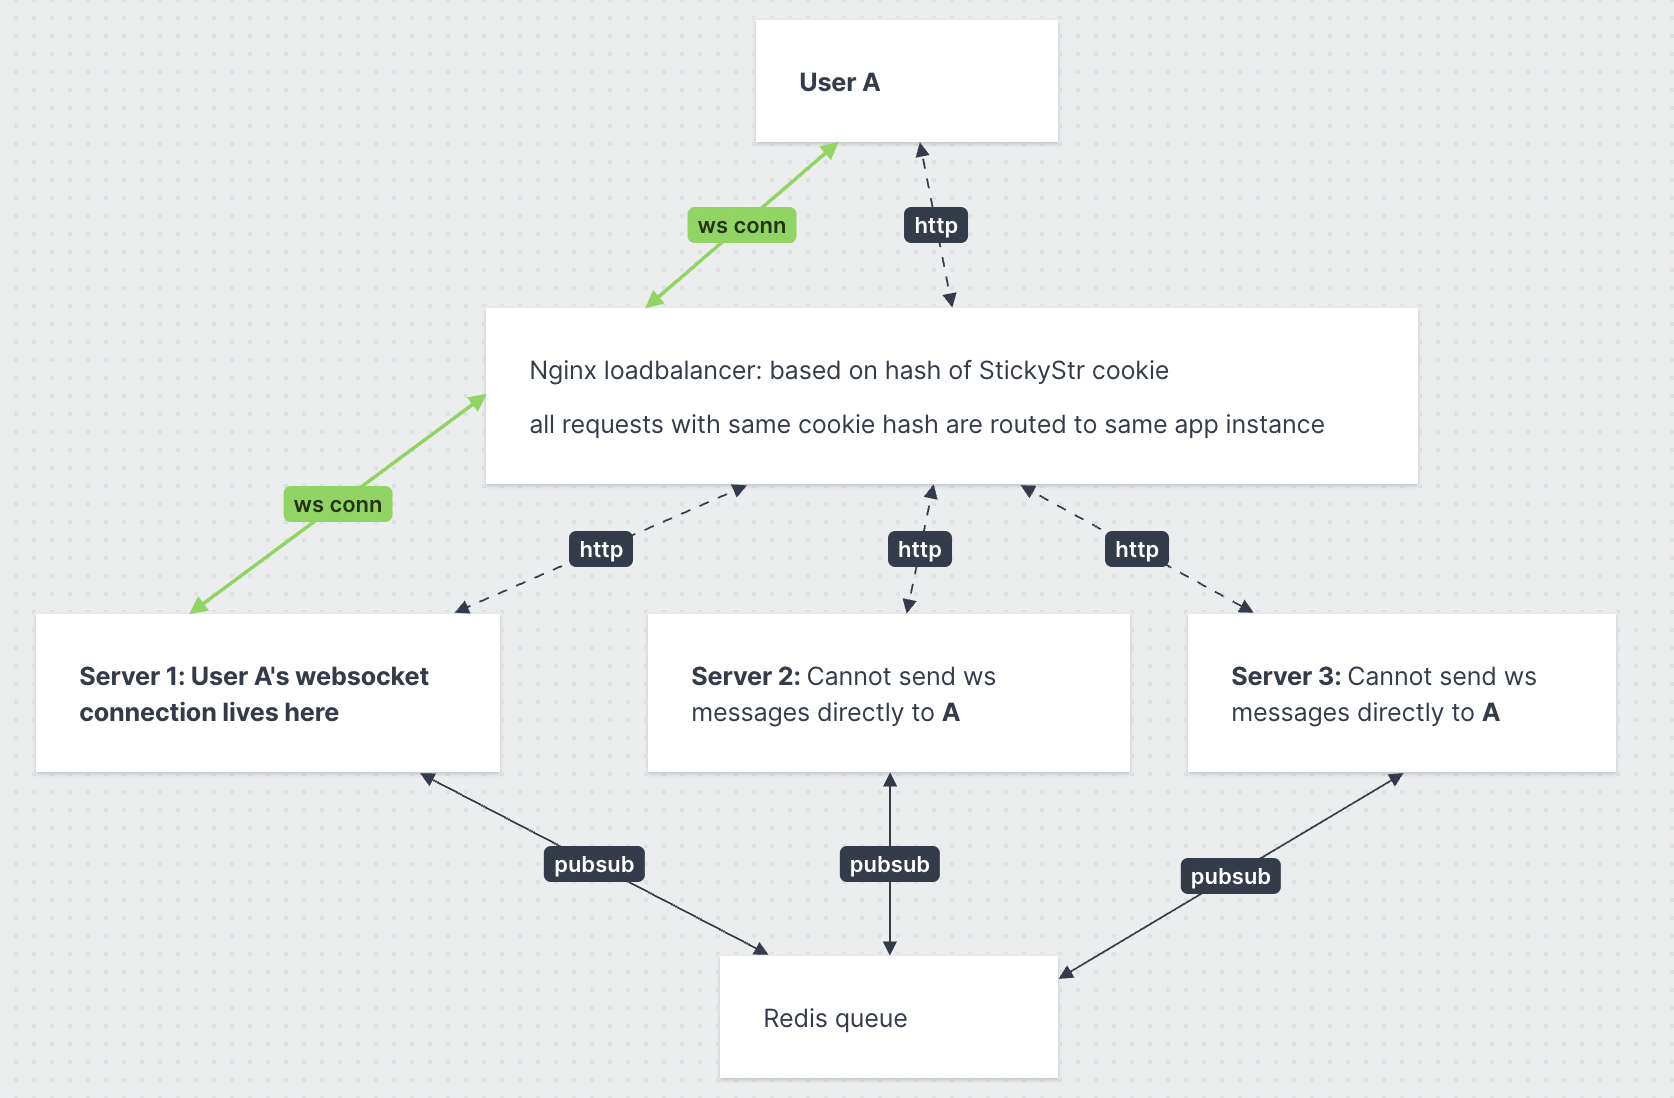 User A
ws conn
http
Nginx loadbalancer: based on hash of StickyStr cookie
all requests with same cookie hash are routed to same app instance
ws conn
http
http
http
Server 1: User A's websocket
connection lives here
Server 2: Cannot send ws
messages directly to A
Server 3: Cannot send ws
messages directly to A
pubsub
pubsub
pubsub
Redis queue